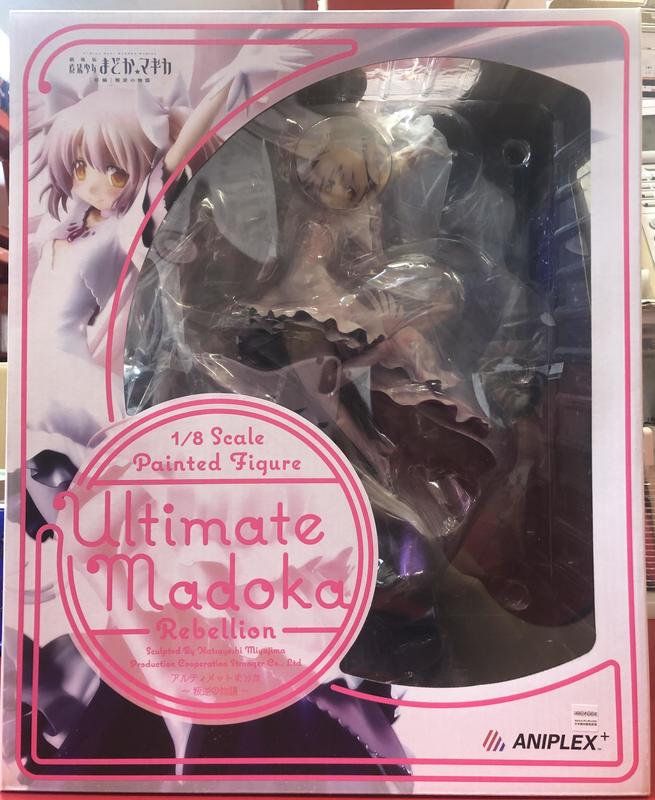 劇場版
魔法少女まどか☆マギカ
新編 叛逆の物語
1/8 Scale
Painted Figure
Ultimate
Madoka
Rebellion
Sculpted By Katsuyoshi Miyajima
Production Cooperation Stronger Co., Ltd
アルティメットまどか
～ 叛逆の物語 ～
ANIPLEX+